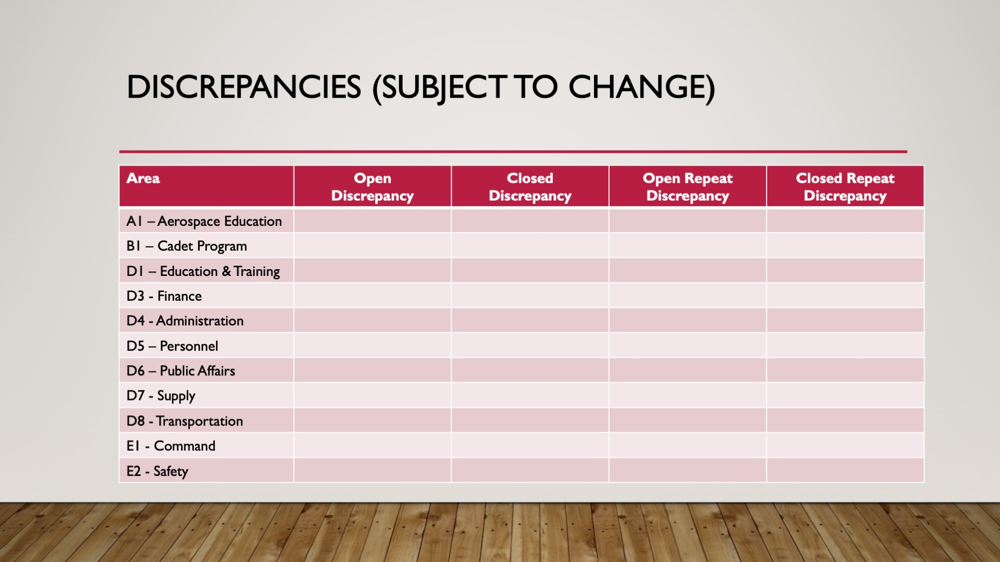 DISCREPANCIES (SUBJECT TO CHANGE)
Area
Open
Discrepancy
Closed
Discrepancy
Open Repeat
Discrepancy
Closed Repeat
Discrepancy
A1 – Aerospace Education
B1 – Cadet Program
D1 – Education & Training
D3 - Finance
D4 - Administration
D5 – Personnel
D6 – Public Affairs
D7 - Supply
D8 - Transportation
E1 - Command
E2 - Safety